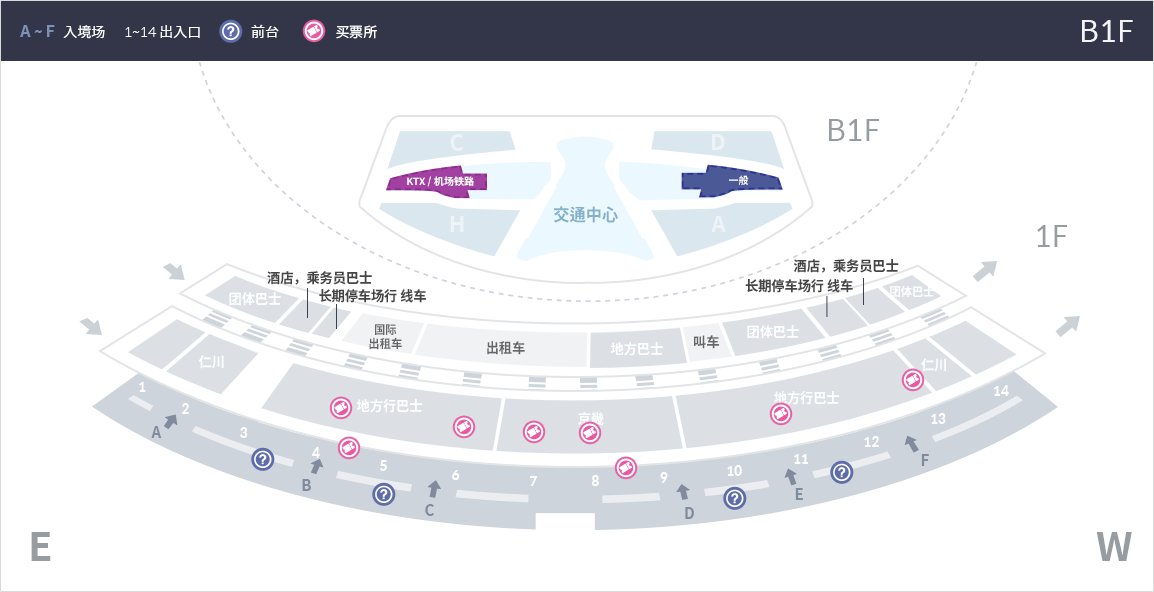 A ~ F 入境场 1~14 出入口 ? 前台 买票所 B1F
B1F
C D
KTX / 机场铁路 一般
交通中心
H A
1F
酒店，乘务员巴士 酒店，乘务员巴士
长期停车场行 线车 长期停车场行 线车
团体巴士 团体巴士
国际
出租车
出租车 地方巴士 叫车 团体巴士
仁川 仁川
地方行巴士 京畿 地方行巴士
1 2 3 4 5 6 7 8 9 10 11 12 13 14
A B C D E F
? ? ? ?
E W